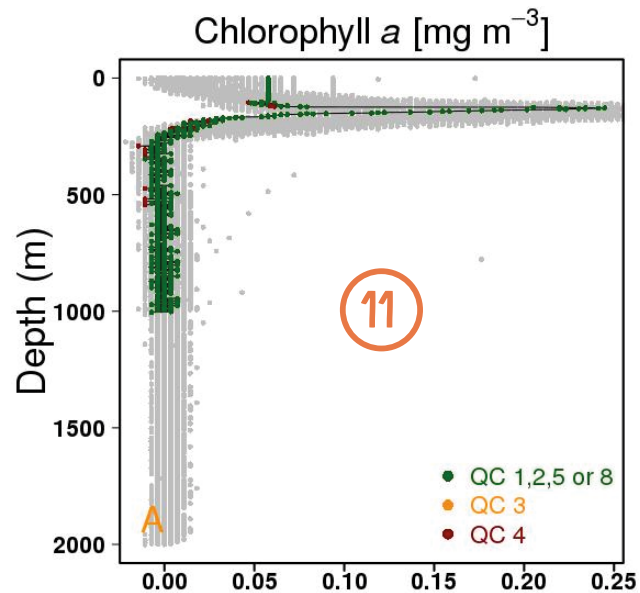 Chlorophyll a [mg m⁻³]
0
500
1000
1500
2000
Depth (m)
11
A
QC 1,2,5 or 8
QC 3
QC 4
0.00 0.05 0.10 0.15 0.20 0.25